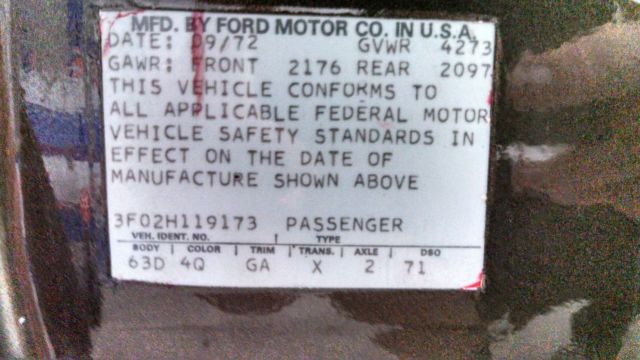 MFD. BY FORD MOTOR CO. IN U.S.A.
DATE: 09/72 GVWR 4273
GAWR: FRONT 2176 REAR 2097
THIS VEHICLE CONFORMS TO
ALL APPLICABLE FEDERAL MOTOR
VEHICLE SAFETY STANDARDS IN
EFFECT ON THE DATE OF
MANUFACTURE SHOWN ABOVE
3F02H119173 PASSENGER
VEH. IDENT. NO. TYPE
BODY COLOR TRIM TRANS. AXLE DSO
63D 4Q GA X 2 71